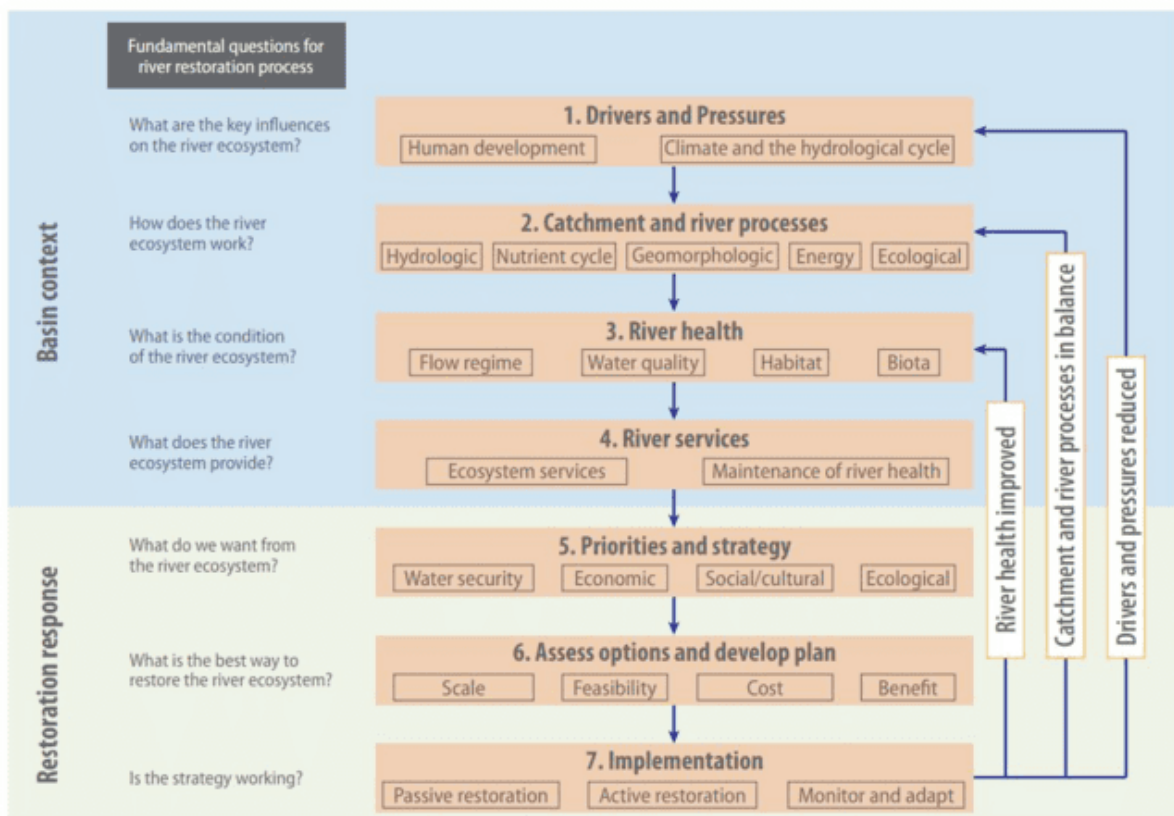 Fundamental questions for
river restoration process
Basin context
What are the key influences
on the river ecosystem?
1. Drivers and Pressures
Human development
Climate and the hydrological cycle
How does the river
ecosystem work?
2. Catchment and river processes
Hydrologic
Nutrient cycle
Geomorphologic
Energy
Ecological
What is the condition
of the river ecosystem?
3. River health
Flow regime
Water quality
Habitat
Biota
What does the river
ecosystem provide?
4. River services
Ecosystem services
Maintenance of river health
Restoration response
What do we want from
the river ecosystem?
5. Priorities and strategy
Water security
Economic
Social/cultural
Ecological
What is the best way to
restore the river ecosystem?
6. Assess options and develop plan
Scale
Feasibility
Cost
Benefit
Is the strategy working?
7. Implementation
Passive restoration
Active restoration
Monitor and adapt
River health improved
Catchment and river processes in balance
Drivers and pressures reduced